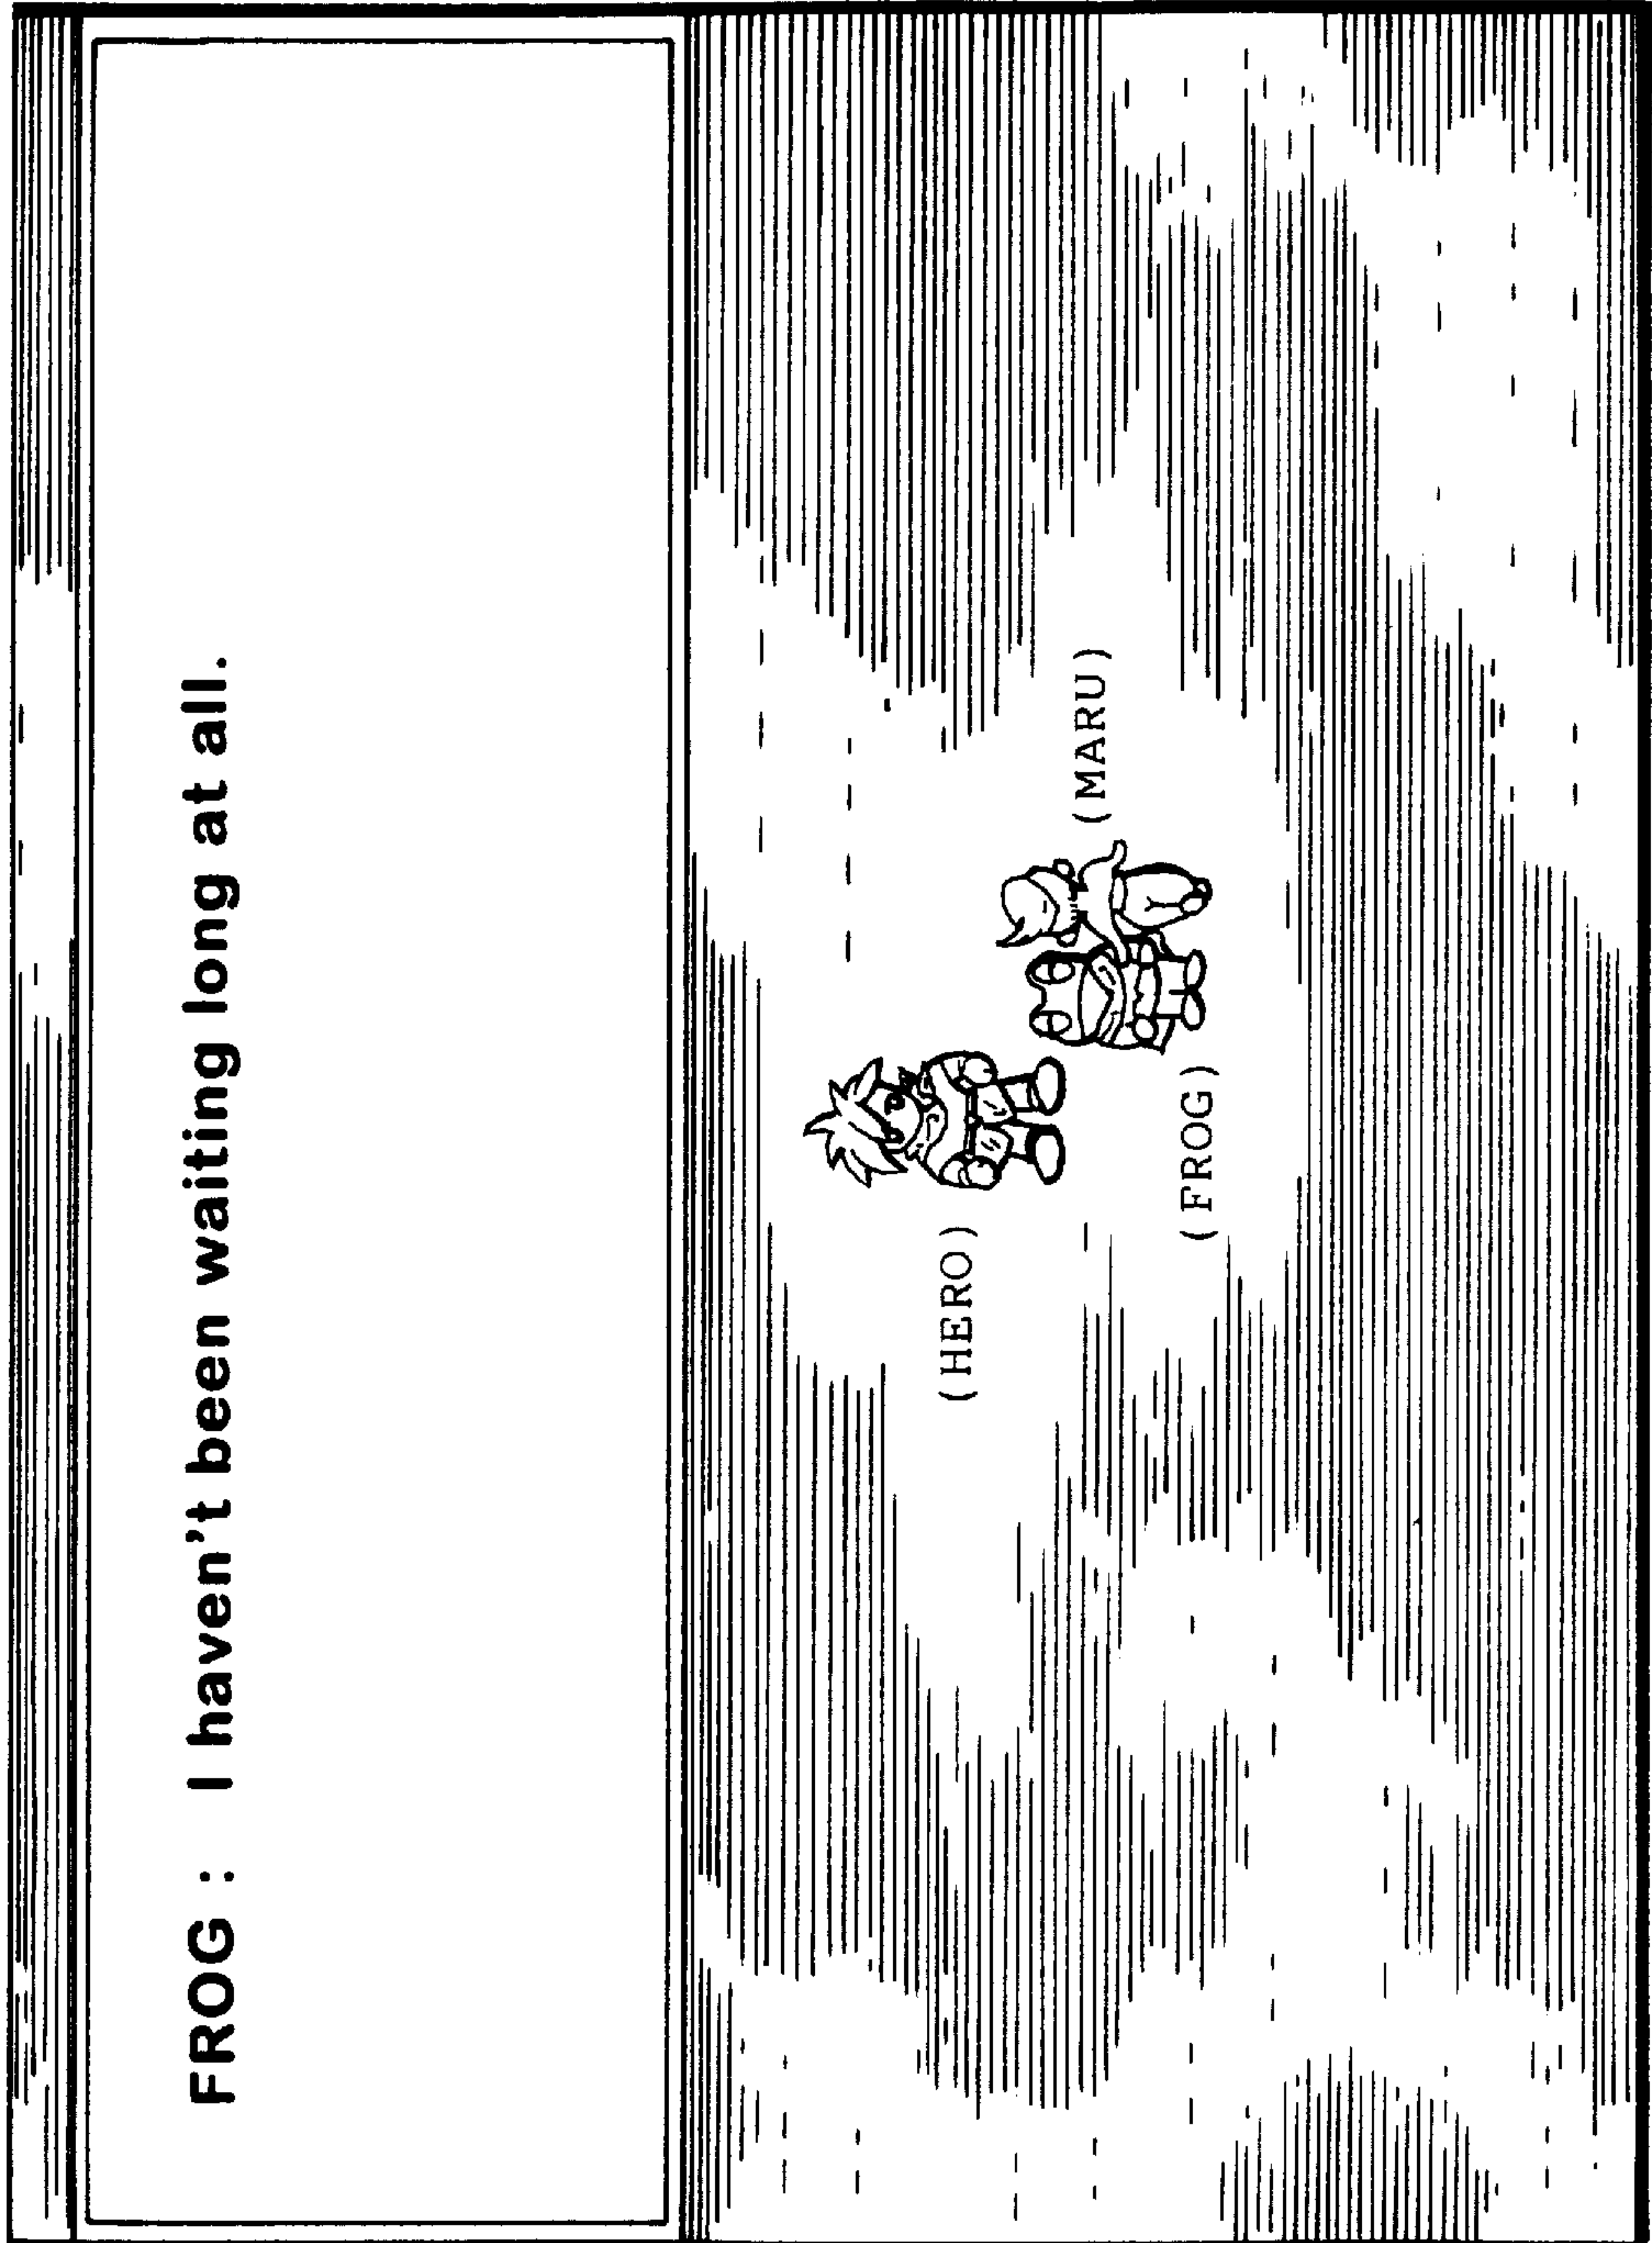 FROG : I haven't been waiting long at all.
(HERO)
(MARU)
(FROG)